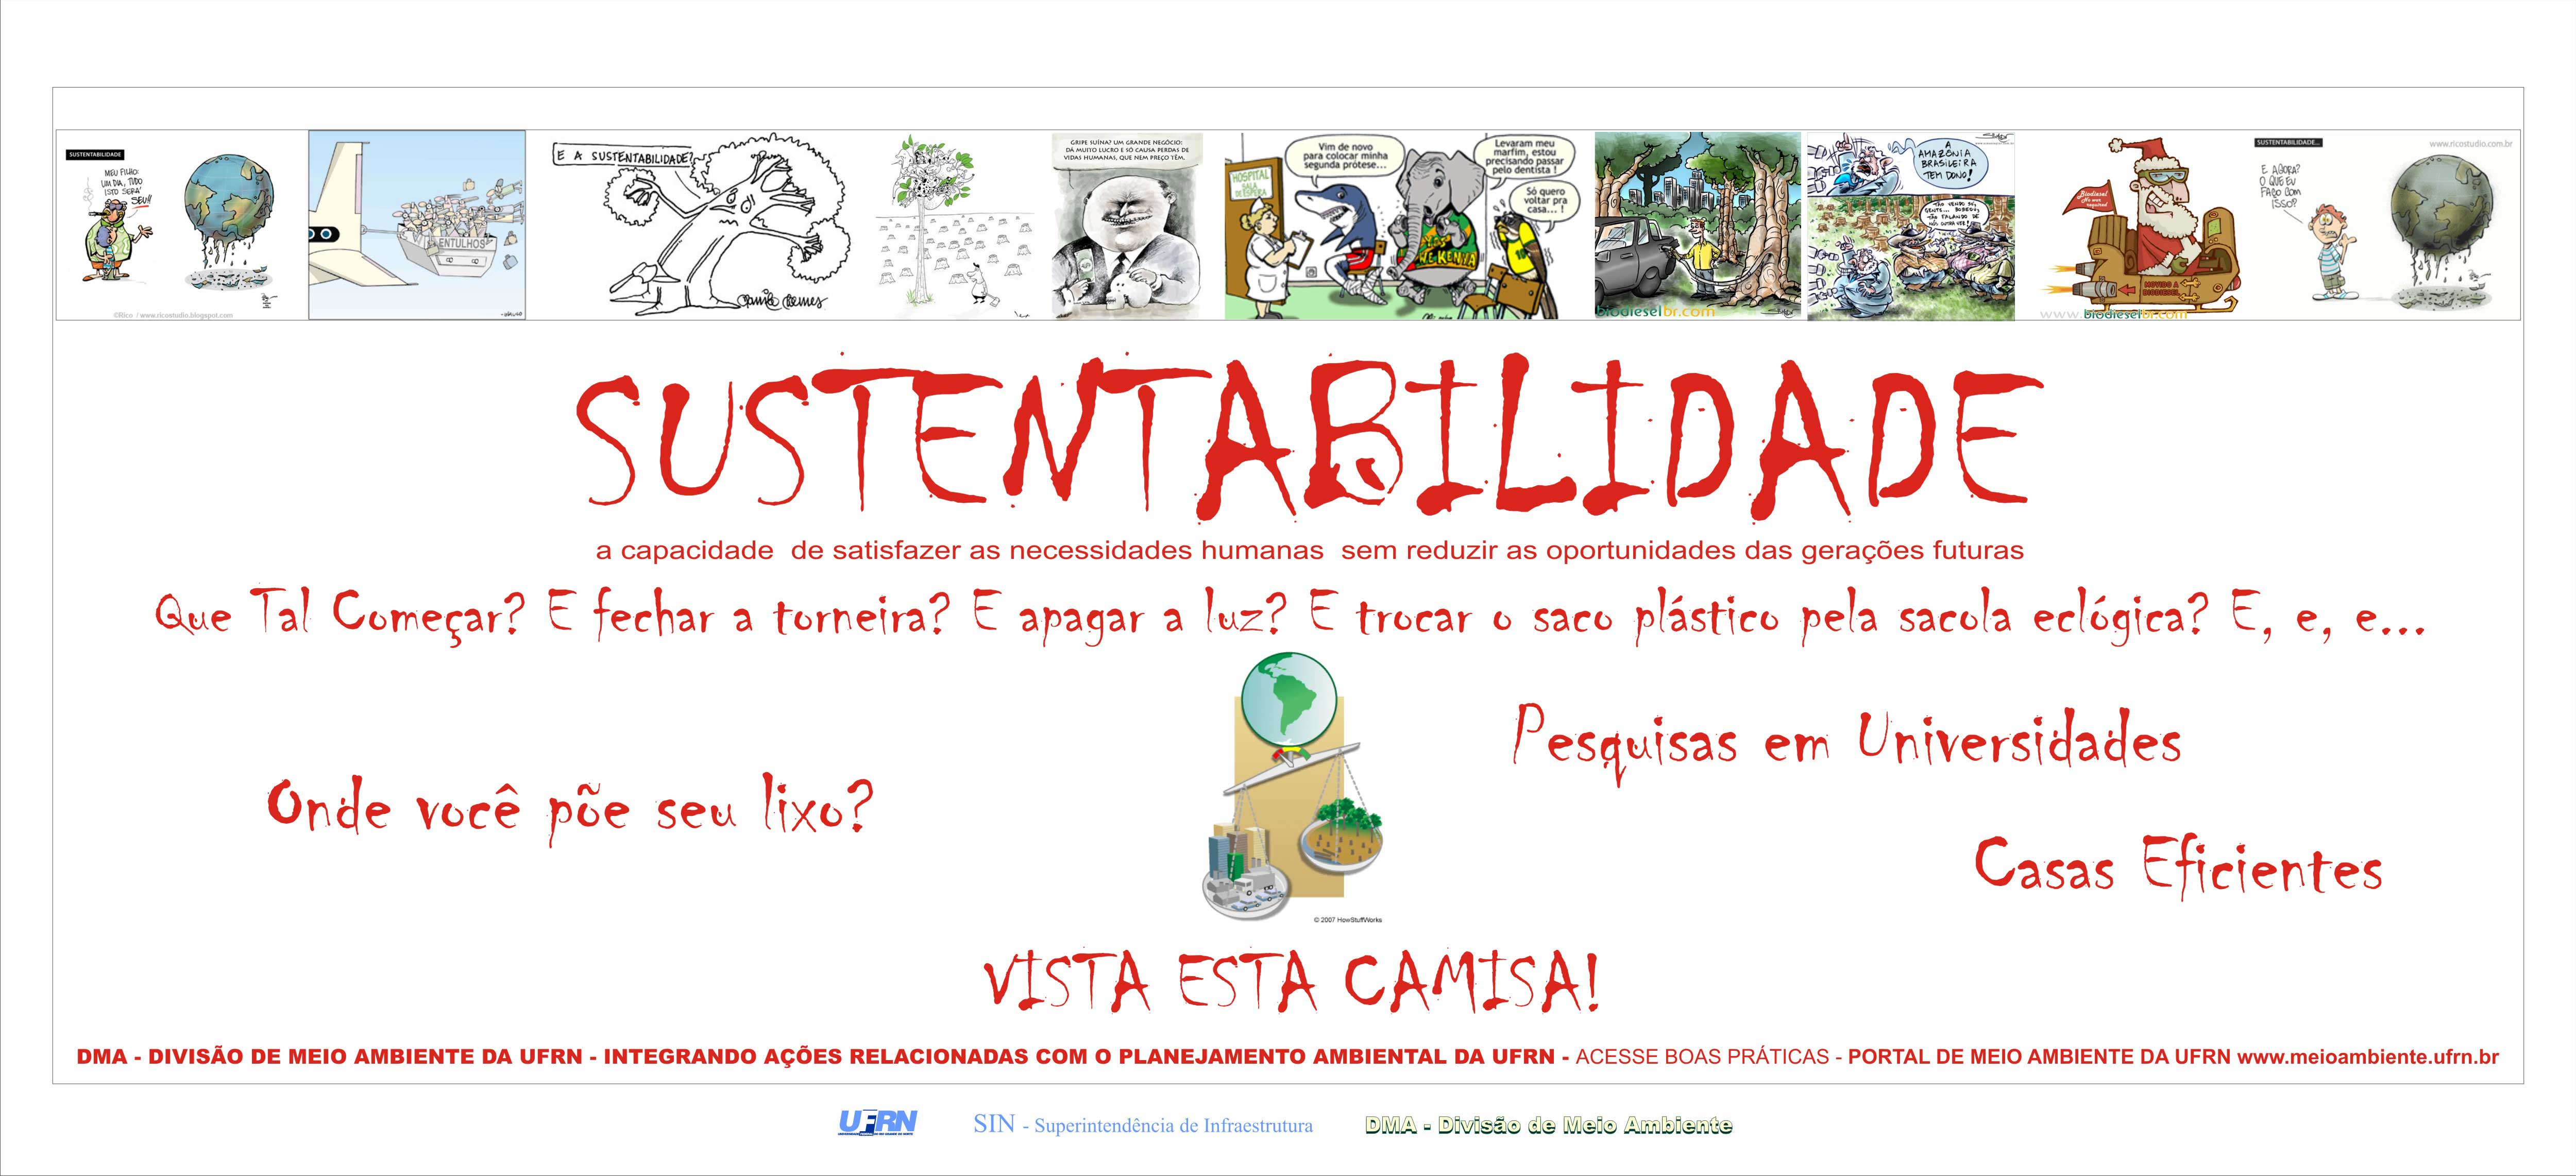 SUSTENTABILIDADE
MEU FILHO:
UM DIA, TUDO
ISTO SERÁ
SEU!!
©Rico / www.ricostudio.blogspot.com
ENTULHOS
E A SUSTENTABILIDADE?
GRIPE SUÍNA? UM GRANDE NEGÓCIO:
DÁ MUITO LUCRO E SÓ CAUSA PERDAS DE
VIDAS HUMANAS, QUE NEM PREÇO TÊM.
HOSPITAL
Vim de novo
para colocar minha
segunda prótese...
Levaram meu
marfim, estou
precisando passar
pelo dentista !
Só quero
voltar pra
casa... !
KENYA
biodieselbr.com
A
AMAZÔNIA
BRASILEIRA
TEM DONO!
Biodiesel
www.biodieselbr.com
SUSTENTABILIDADE...
www.ricostudio.com.br
E AGORA?
O QUE EU
FAÇO COM
ISSO?
SUSTENTABILIDADE
a capacidade de satisfazer as necessidades humanas sem reduzir as oportunidades das gerações futuras
Que Tal Começar? E fechar a torneira? E apagar a luz? E trocar o saco plástico pela sacola eclógica? E, e, e...
Pesquisas em Universidades
Onde você põe seu lixo?
Casas Eficientes
© 2007 HowStuffWorks
VISTA ESTA CAMISA!
DMA - DIVISÃO DE MEIO AMBIENTE DA UFRN - INTEGRANDO AÇÕES RELACIONADAS COM O PLANEJAMENTO AMBIENTAL DA UFRN - ACESSE BOAS PRÁTICAS - PORTAL DE MEIO AMBIENTE DA UFRN www.meioambiente.ufrn.br
UFRN
SIN - Superintendência de Infraestrutura
DMA - Divisão de Meio Ambiente